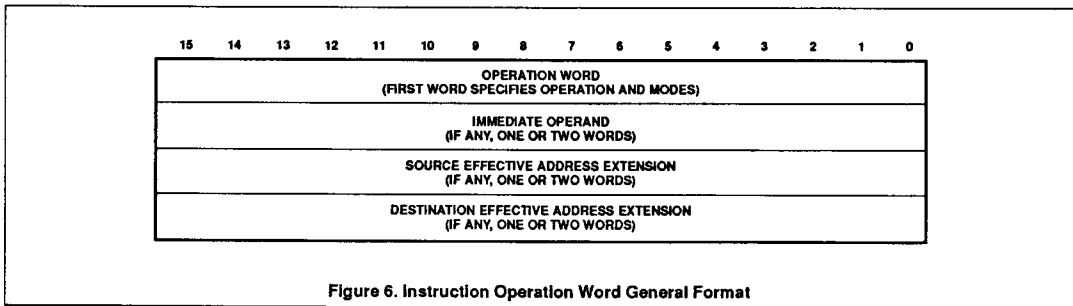 15 14 13 12 11 10 9 8 7 6 5 4 3 2 1 0
OPERATION WORD
(FIRST WORD SPECIFIES OPERATION AND MODES)
IMMEDIATE OPERAND
(IF ANY, ONE OR TWO WORDS)
SOURCE EFFECTIVE ADDRESS EXTENSION
(IF ANY, ONE OR TWO WORDS)
DESTINATION EFFECTIVE ADDRESS EXTENSION
(IF ANY, ONE OR TWO WORDS)
Figure 6. Instruction Operation Word General Format